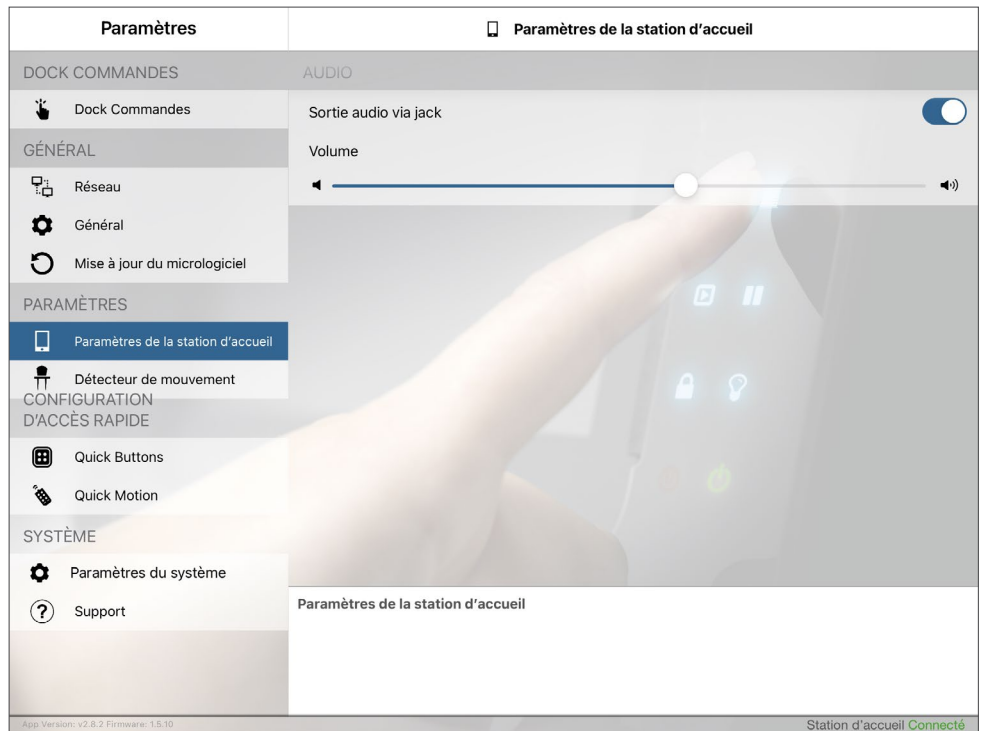 Paramètres
Paramètres de la station d'accueil
DOCK COMMANDES
Dock Commandes
GÉNÉRAL
Réseau
Général
Mise à jour du micrologiciel
PARAMÈTRES
Paramètres de la station d'accueil
Détecteur de mouvement
CONFIGURATION
D'ACCÈS RAPIDE
Quick Buttons
Quick Motion
SYSTÈME
Paramètres du système
Support
AUDIO
Sortie audio via jack
Volume
Paramètres de la station d'accueil
App Version: v2.8.2 Firmware: 1.5.10
Station d'accueil Connecté